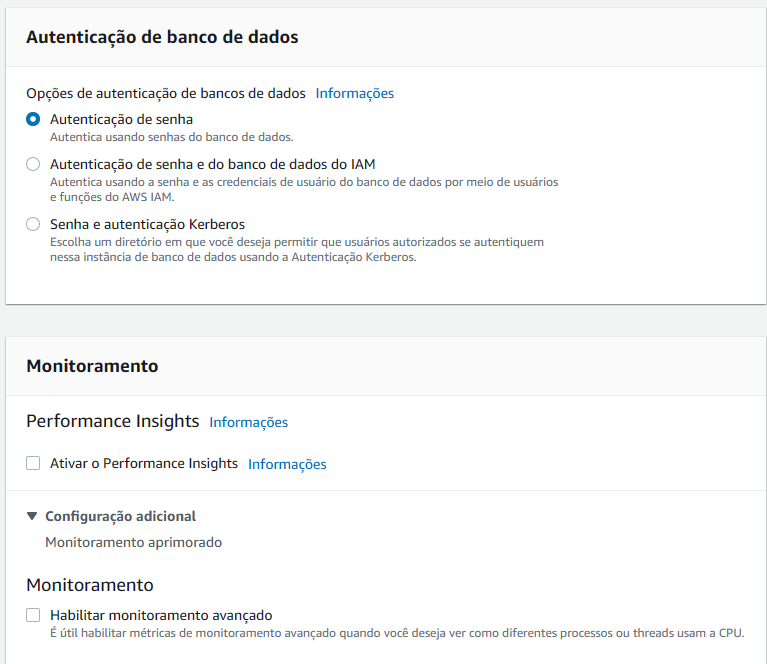 Autenticação de banco de dados
Opções de autenticação de bancos de dados Informações
Autenticação de senha
Autentica usando senhas do banco de dados.
Autenticação de senha e do banco de dados do IAM
Autentica usando a senha e as credenciais de usuário do banco de dados por meio de usuários
e funções do AWS IAM.
Senha e autenticação Kerberos
Escolha um diretório em que você deseja permitir que usuários autorizados se autentiquem
nessa instância de banco de dados usando a Autenticação Kerberos.
Monitoramento
Performance Insights Informações
Ativar o Performance Insights Informações
Configuração adicional
Monitoramento aprimorado
Monitoramento
Habilitar monitoramento avançado
É útil habilitar métricas de monitoramento avançado quando você deseja ver como diferentes processos ou threads usam a CPU.